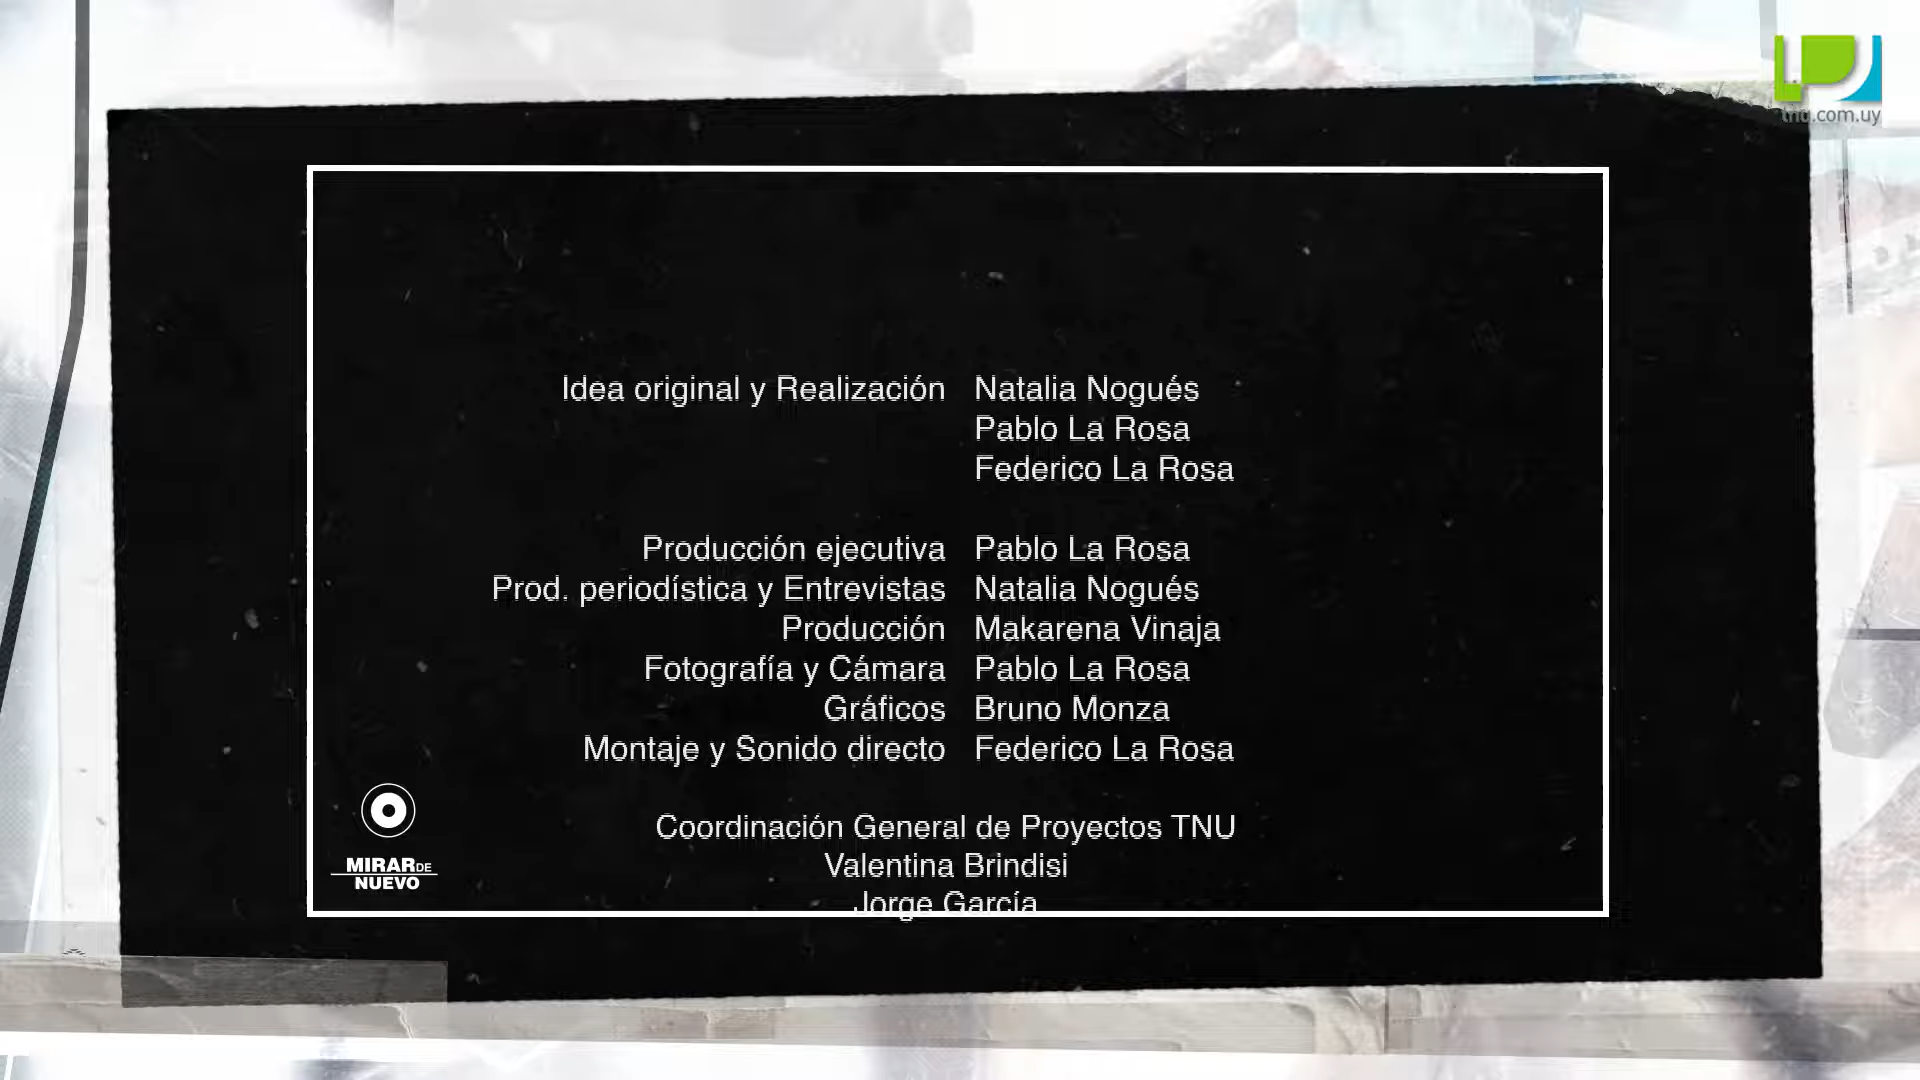 tnu.com.uy
Idea original y Realización Natalia Nogués
Pablo La Rosa
Federico La Rosa
Producción ejecutiva Pablo La Rosa
Prod. periodística y Entrevistas Natalia Nogués
Producción Makarena Vinaja
Fotografía y Cámara Pablo La Rosa
Gráficos Bruno Monza
Montaje y Sonido directo Federico La Rosa
Coordinación General de Proyectos TNU
Valentina Brindisi
Jorge García
MIRAR DE
NUEVO